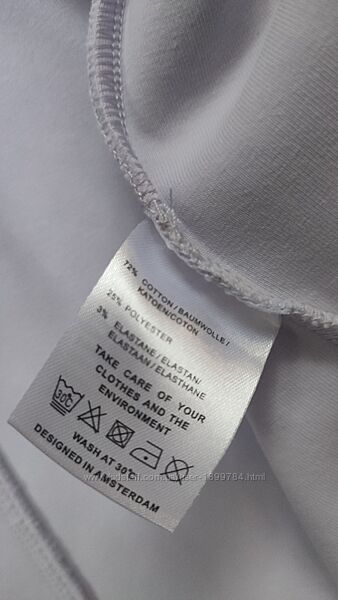 72% COTTON / BAUMWOLLE /
KATOEN/COTON
25% POLYESTER
3% ELASTANE / ELASTAN/
ELASTAAN / ELASTHANE
TAKE CARE OF YOUR
CLOTHES AND THE
ENVIRONMENT
30°C
WASH AT 30°C
DESIGNED IN AMSTERDAM